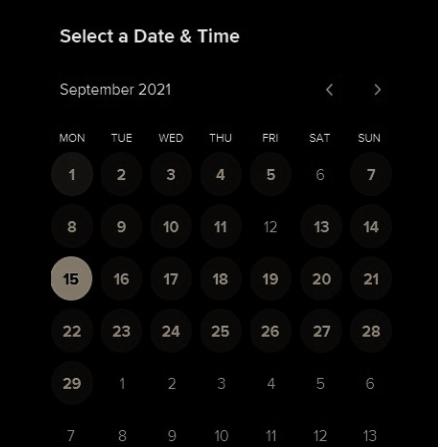 Select a Date & Time
September 2021
MON TUE WED THU FRI SAT SUN
1 2 3 4 5 6 7
8 9 10 11 12 13 14
15 16 17 18 19 20 21
22 23 24 25 26 27 28
29 1 2 3 4 5 6
7 8 9 10 11 12 13